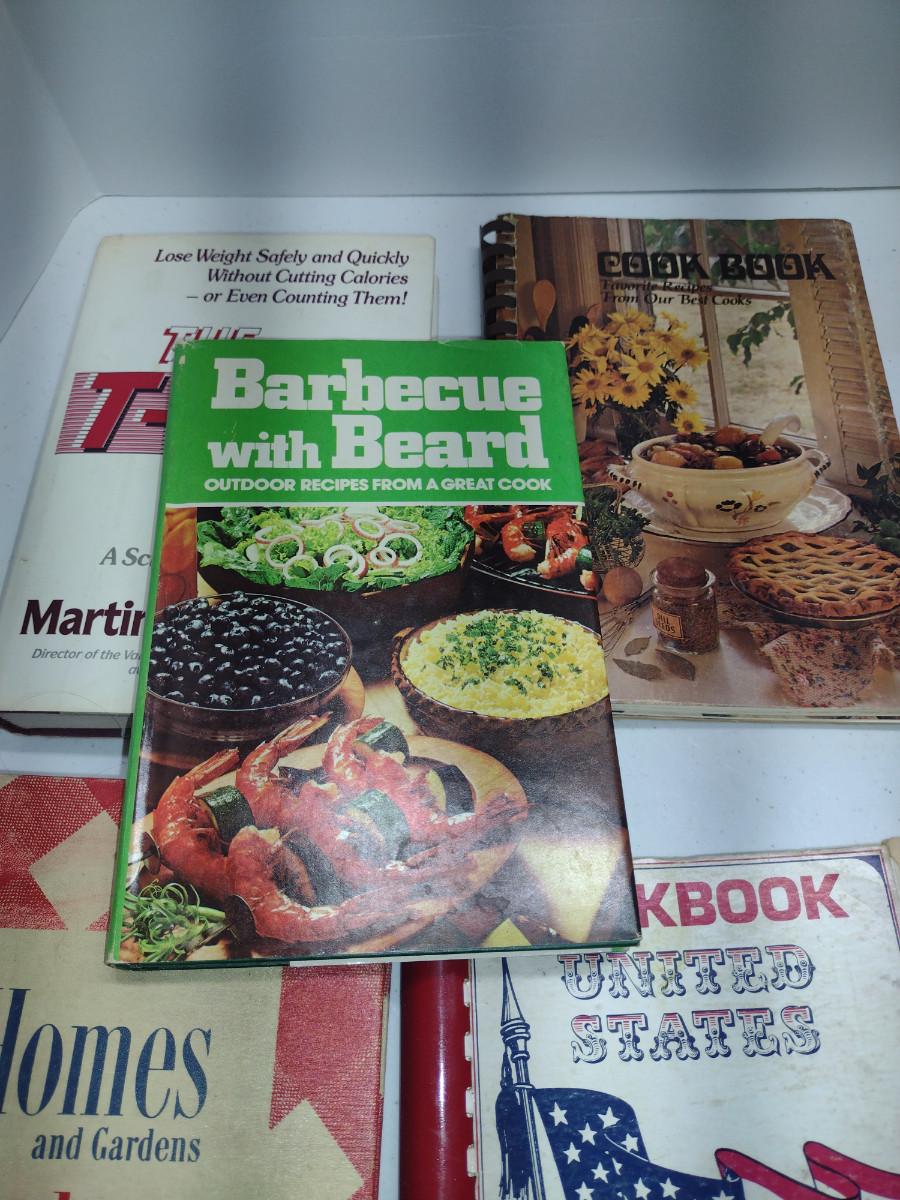 Lose Weight Safely and Quickly
Without Cutting Calories
– or Even Counting Them!
THE
T-
Martin
Director of the
COOK BOOK
Favorite Recipes
From Our Best Cooks
Barbecue
with Beard
OUTDOOR RECIPES FROM A GREAT COOK
Homes
and Gardens
KBOOK
UNITED
STATES